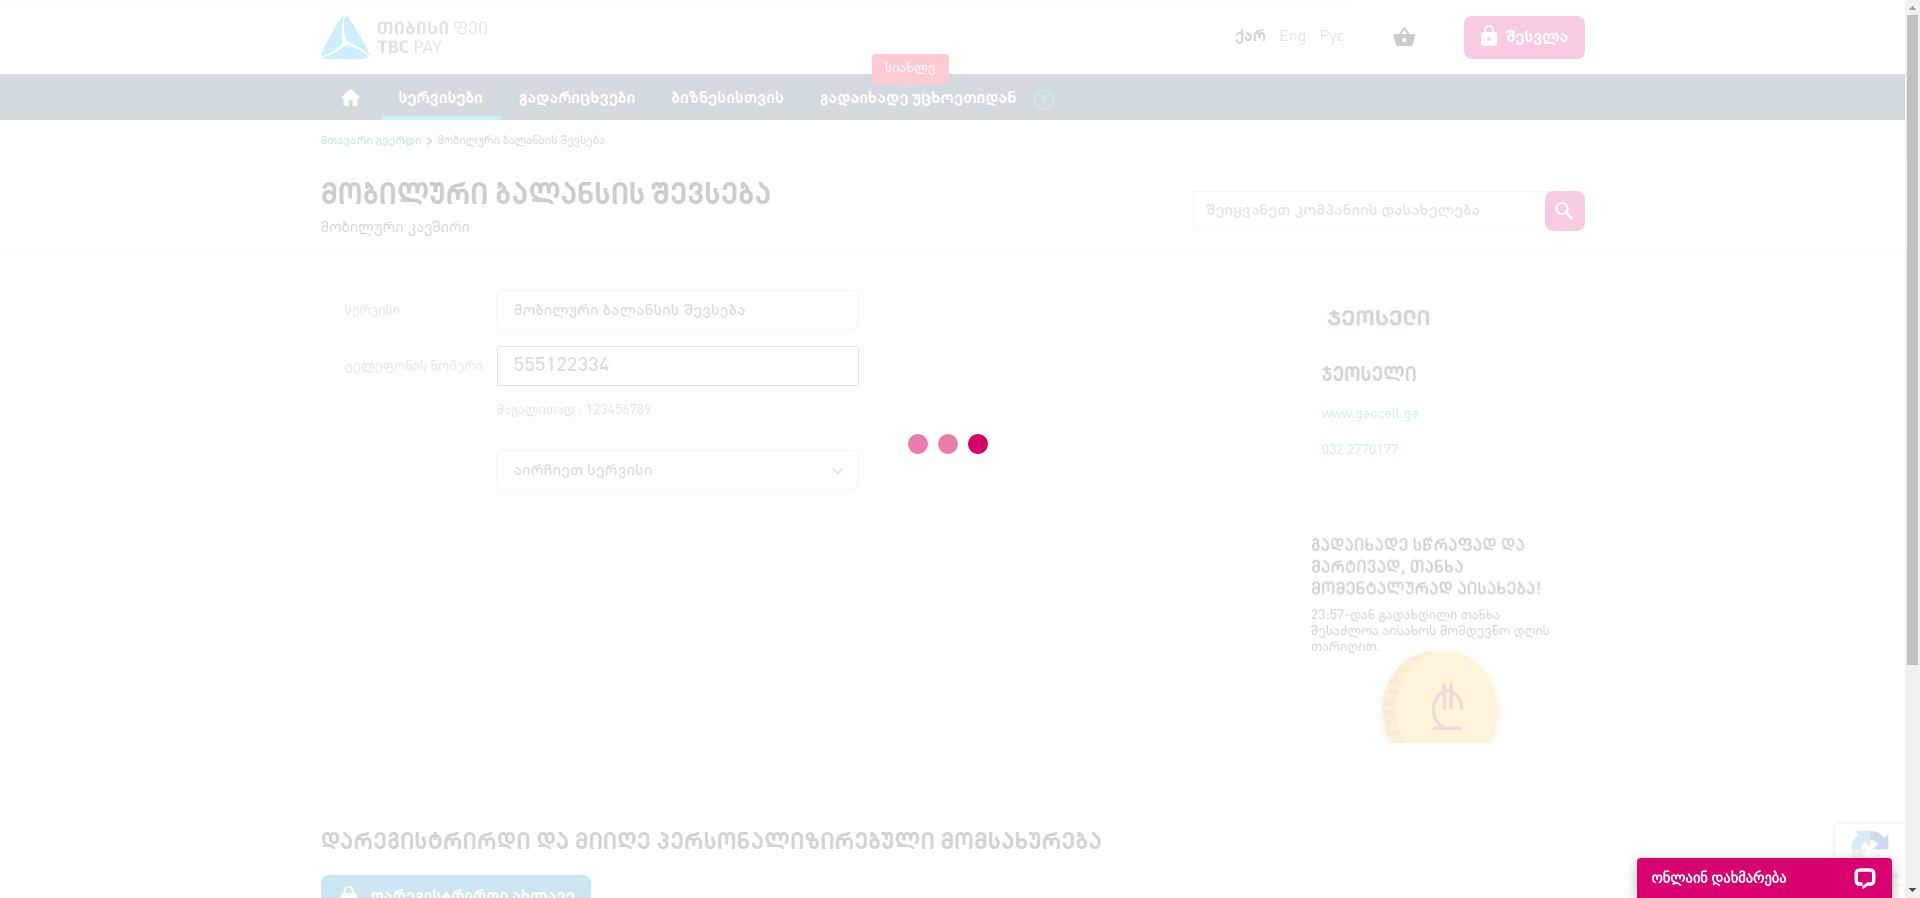 თიბისი ფეი
TBC PAY
ქარ Eng Рус
შესვლა
სიახლე
სერვისები გადარიცხვები ბიზნესისთვის გადაიხადე უცხოეთიდან ?
მთავარი გვერდი > მობილური ბალანსის შევსება
მობილური ბალანსის შევსება
მობილური კავშირი
შეიყვანეთ კომპანიის დასახელება
სერვისი მობილური ბალანსის შევსება
ტელეფონის ნომერი 555122334
მაგალითად : 123456789
აირჩიეთ სერვისი
ჯეოსელი
ჯეოსელი
www.geocell.ge
032 2770177
გადაიხადე სწრაფად და
მარტივად, თანხა
მომენტალურად აისახება!
23:57-დან გადახდილი თანხა
შესაძლოა აისახოს მომდევნო დღის
თარიღით.
₾
დარეგისტრირდი და მიიღე პერსონალიზირებული მომსახურება
დარეგისტრირდი ახლავე
ონლაინ დახმარება